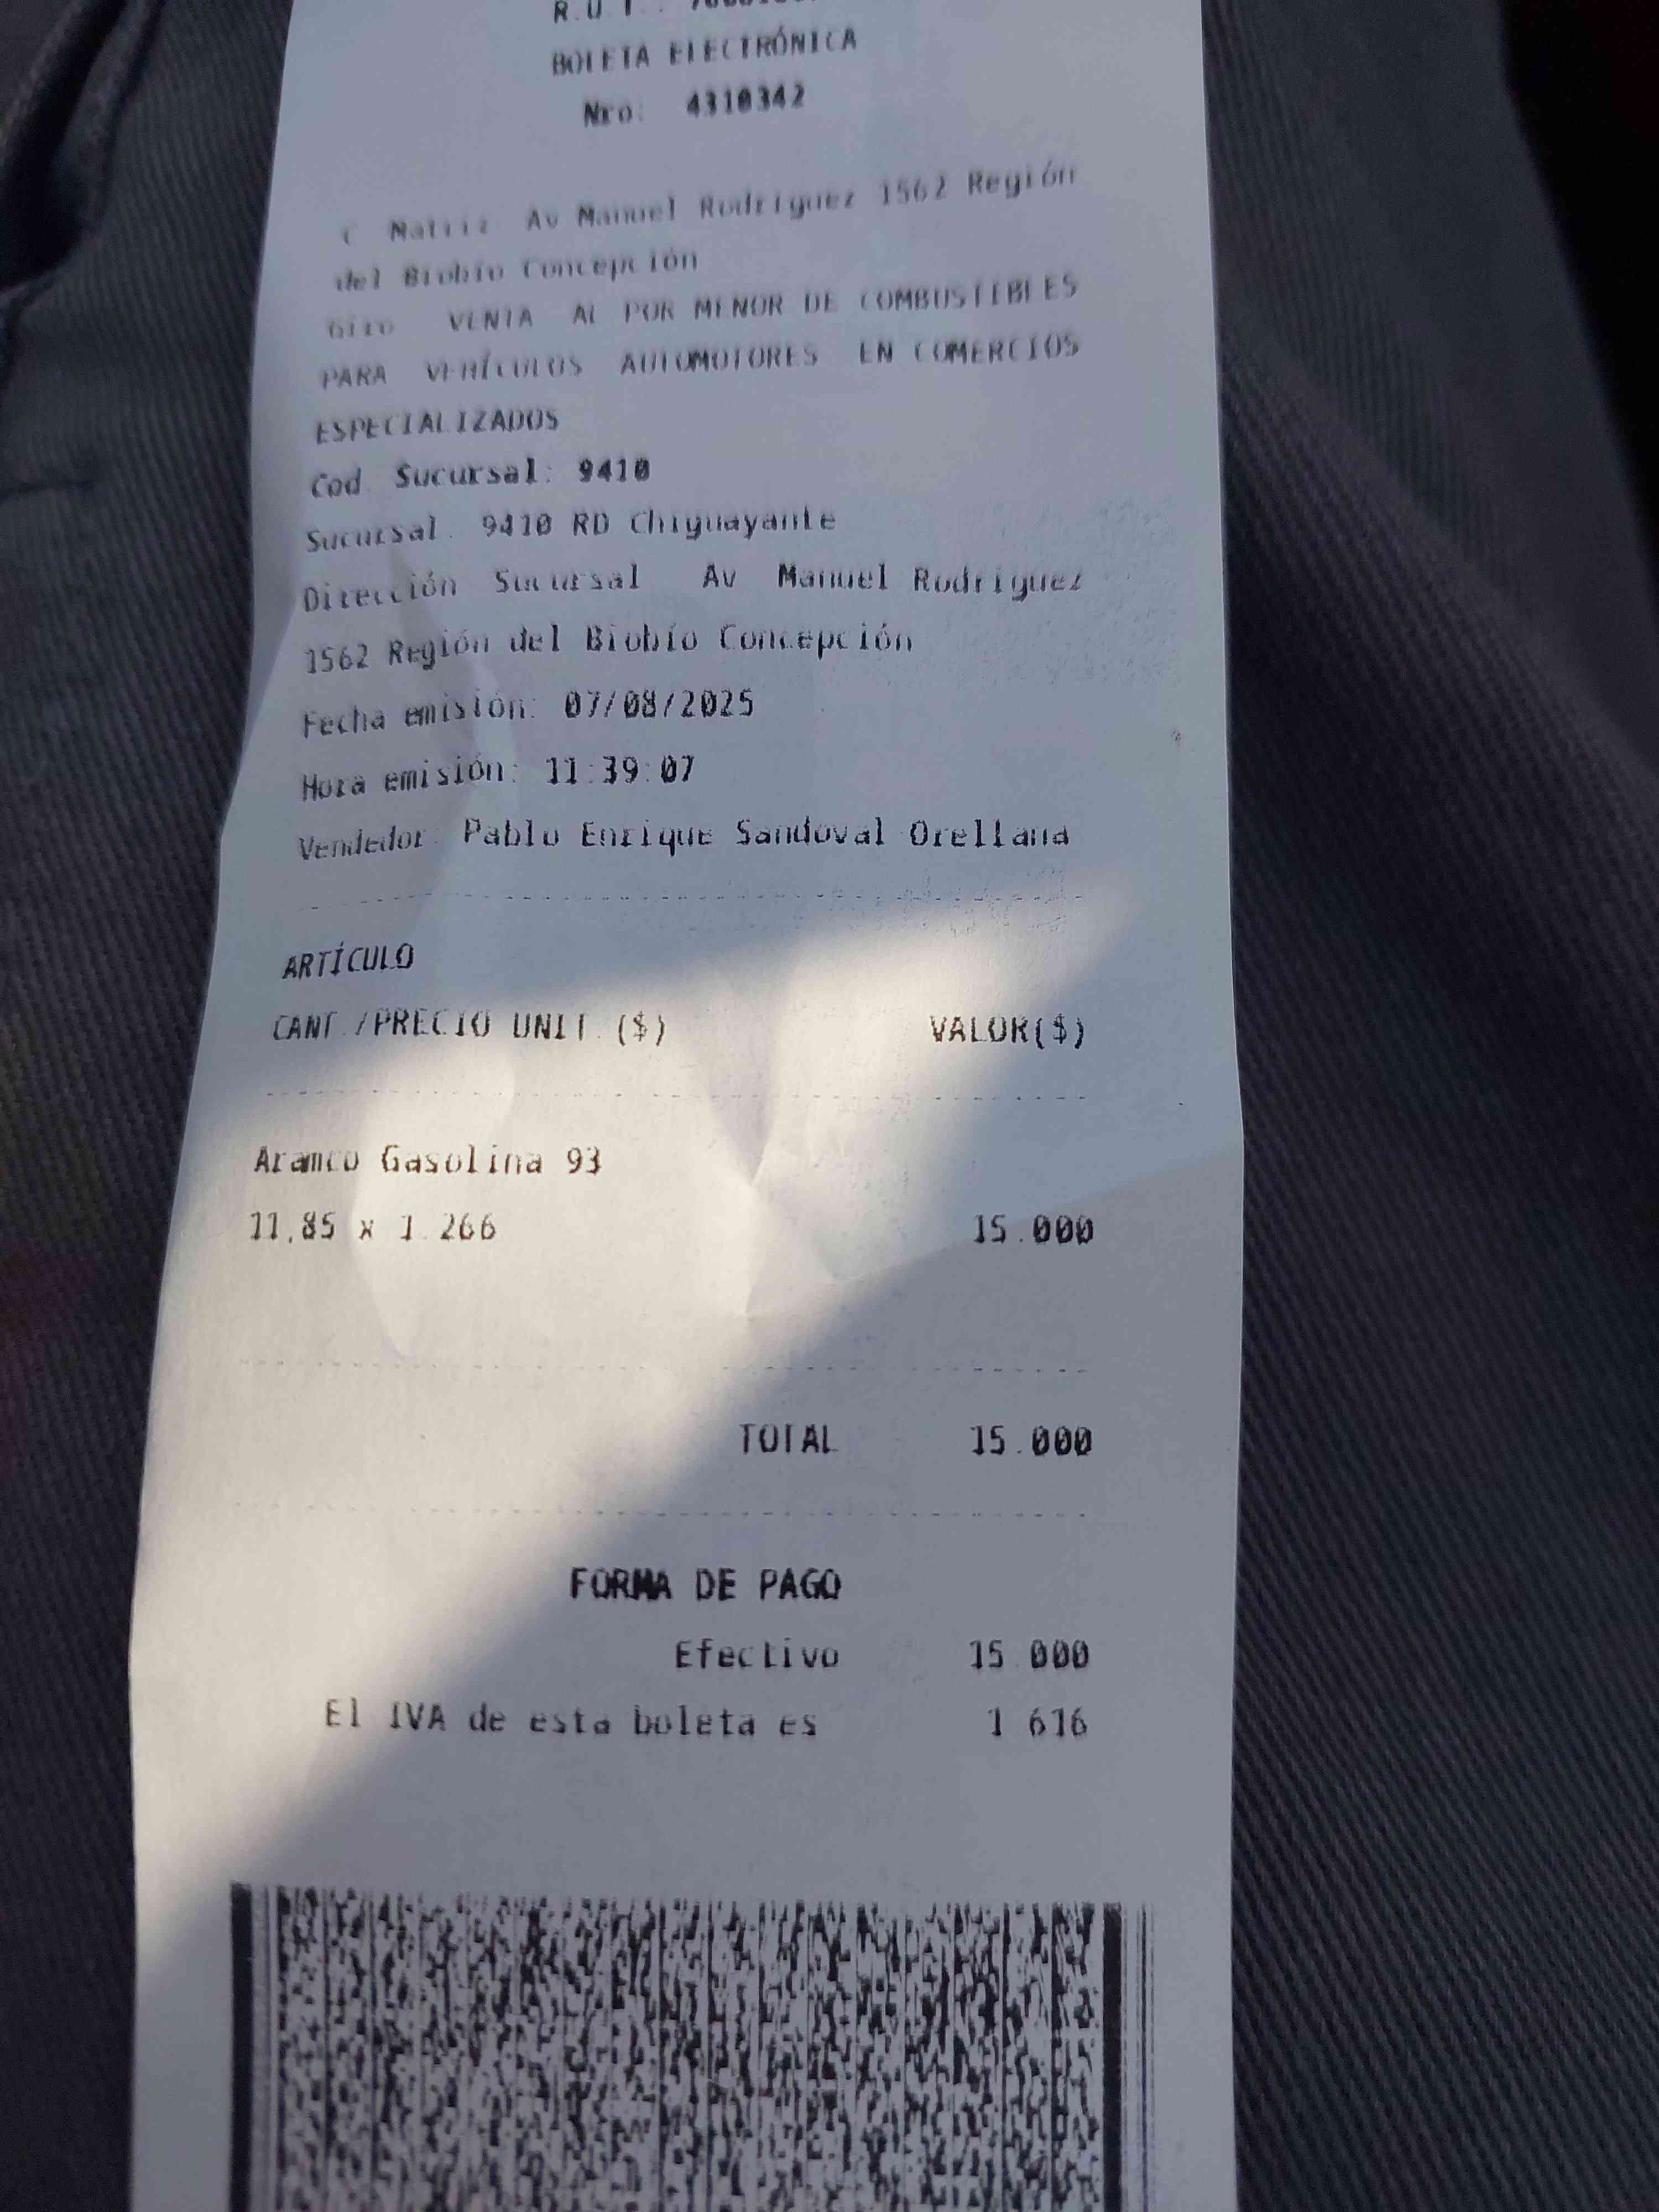 R.U.T.:
BOLETA ELECTRÓNICA
Nro: 4310342
C Matriz Av Manuel Rodríguez 1562 Región
del Biobío Concepción
Giro VENTA AL POR MENOR DE COMBUSTIBLES
PARA VEHÍCULOS AUTOMOTORES EN COMERCIOS
ESPECIALIZADOS
Cod. Sucursal: 9410
Sucursal: 9410 RD Chiguayante
Dirección Sucursal Av Manuel Rodríguez
1562 Región del Biobío Concepción
Fecha emisión: 07/08/2025
Hora emisión: 11:39:07
Vendedor: Pablo Enrique Sandoval Orellana
ARTÍCULO
CANT./PRECIO UNIT.($) VALOR($)
Aramco Gasolina 93
11,85 x 1.266 15.000
TOTAL 15.000
FORMA DE PAGO
Efectivo 15.000
El IVA de esta boleta es 1.616